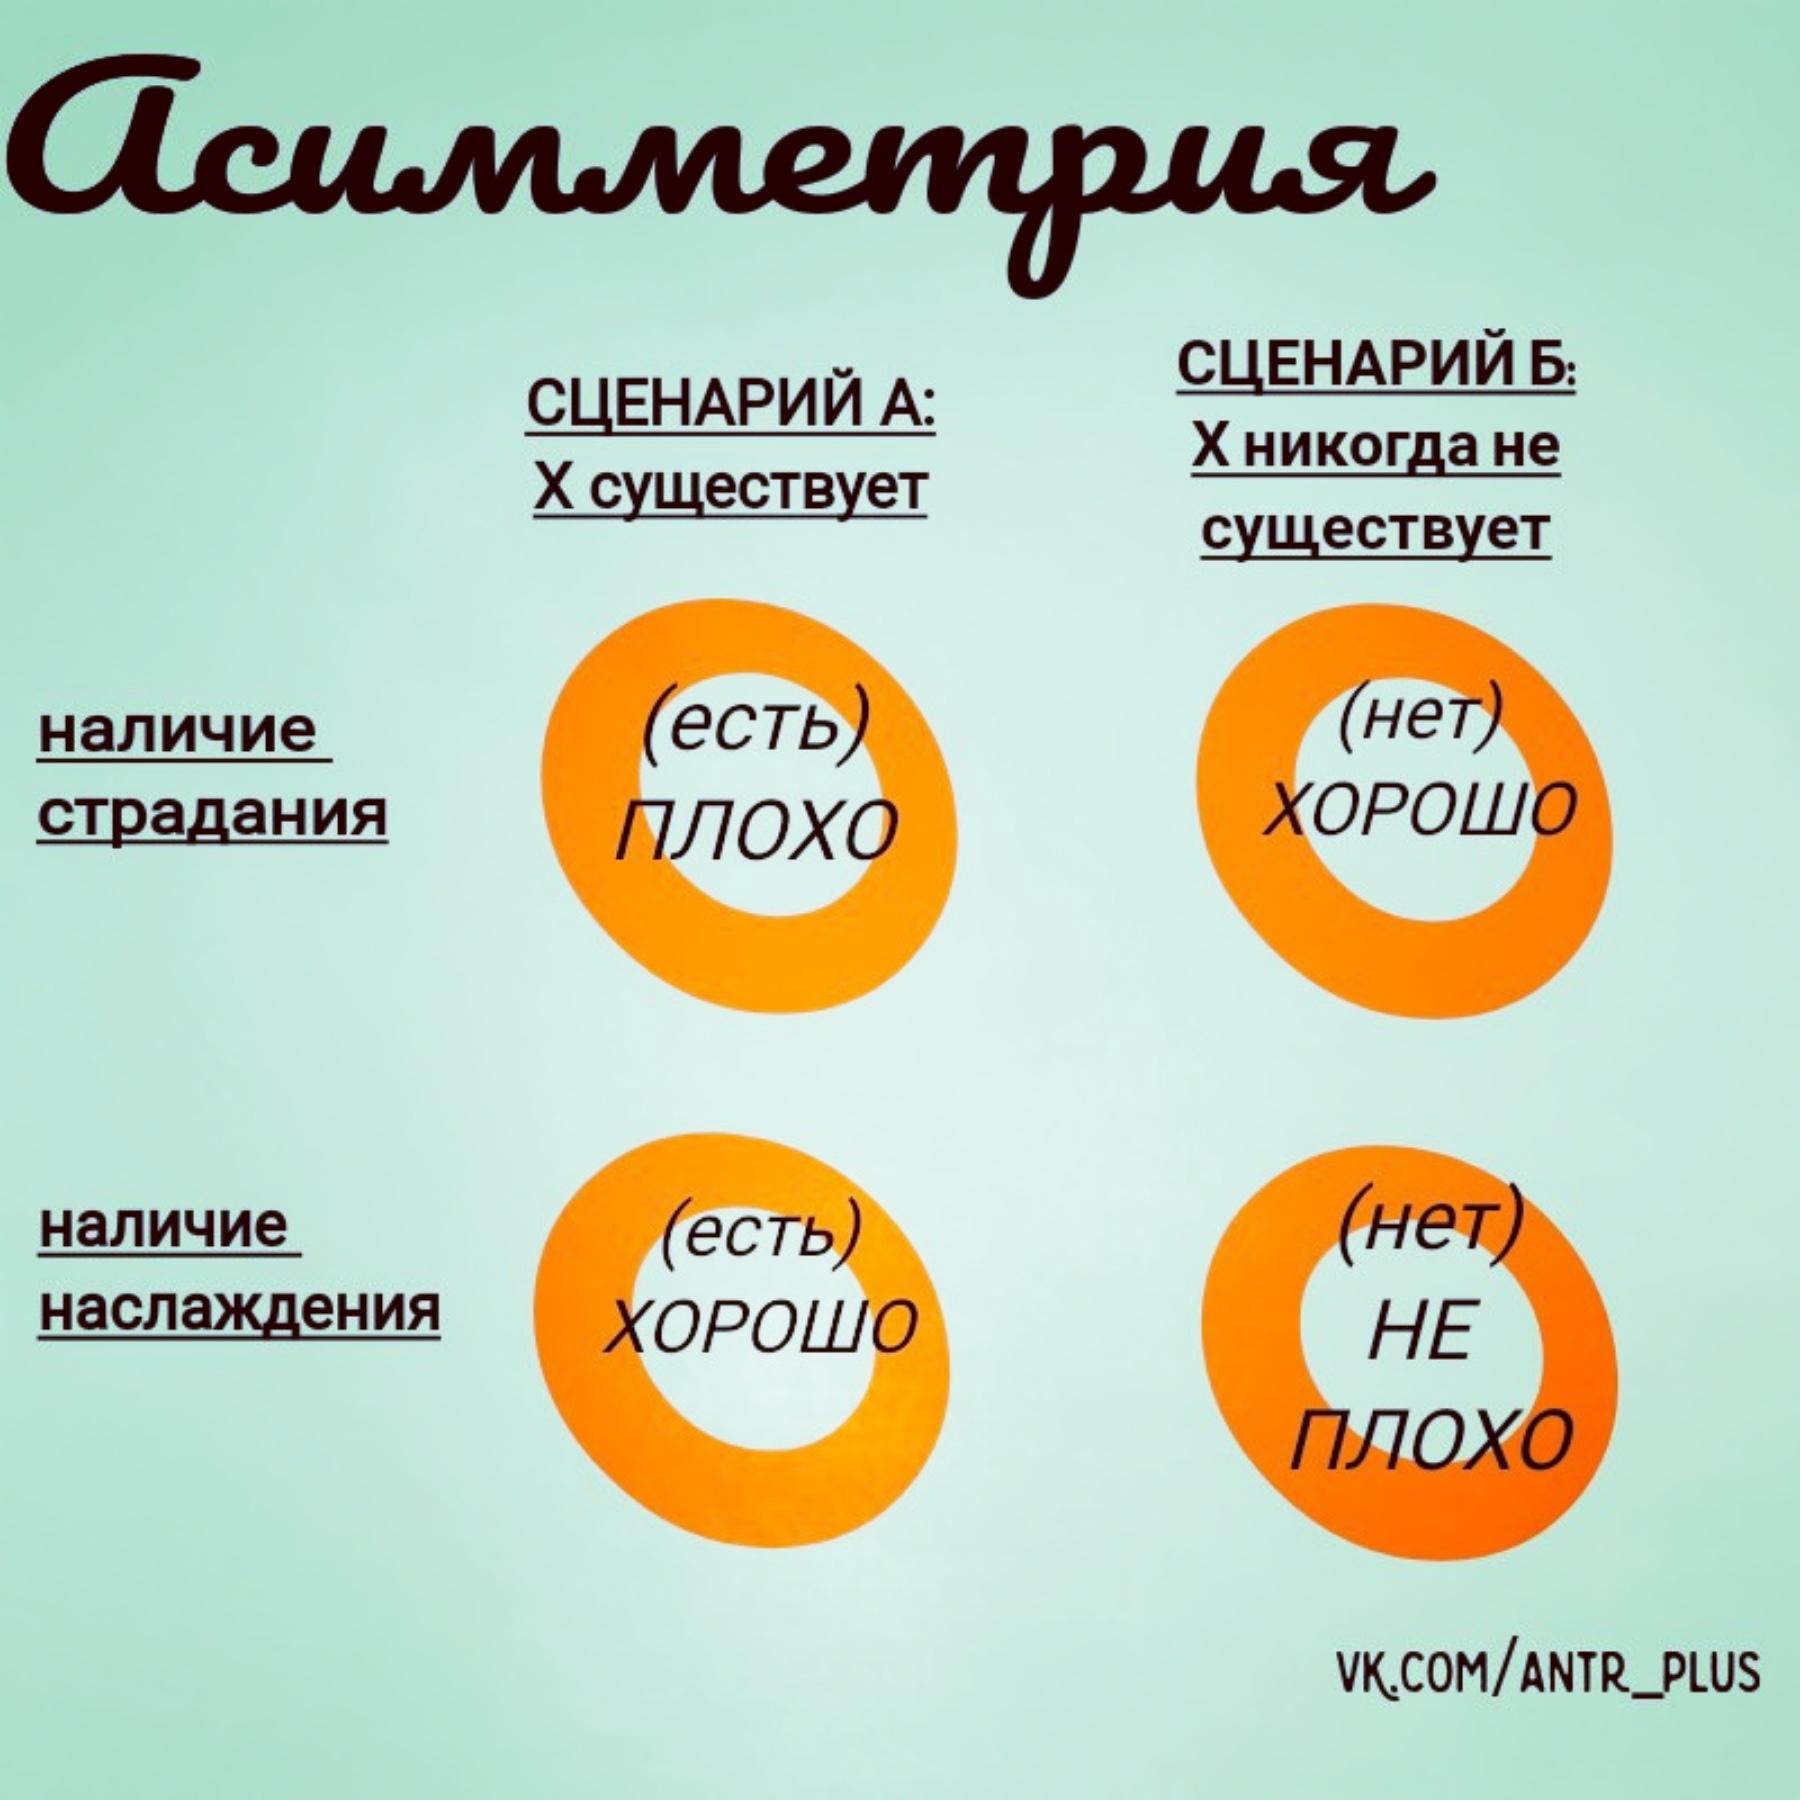 Асимметрия
СЦЕНАРИЙ А:
Х существует
СЦЕНАРИЙ Б:
Х никогда не
существует
наличие
страдания
(есть)
ПЛОХО
(нет)
ХОРОШО
наличие
наслаждения
(есть)
ХОРОШО
(нет)
НЕ
ПЛОХО
VK.COM/ANTR_PLUS